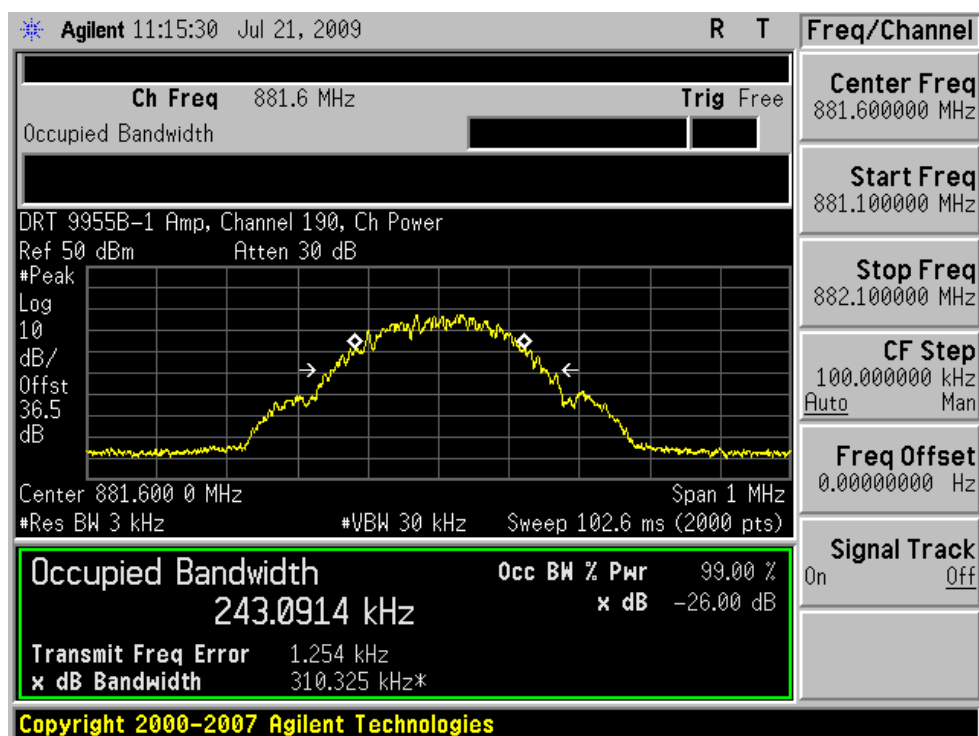 Agilent 11:15:30 Jul 21, 2009 R T
Freq/Channel
Ch Freq 881.6 MHz Trig Free
Occupied Bandwidth
DRT 9955B-1 Amp, Channel 190, Ch Power
Ref 50 dBm Atten 30 dB
#Peak
Log
10
dB/
Offst
36.5
dB
Center 881.600 0 MHz Span 1 MHz
#Res BW 3 kHz #VBW 30 kHz Sweep 102.6 ms (2000 pts)
Occupied Bandwidth Occ BW % Pwr 99.00 %
243.0914 kHz x dB -26.00 dB
Transmit Freq Error 1.254 kHz
x dB Bandwidth 310.325 kHz*
Center Freq
881.600000 MHz
Start Freq
881.100000 MHz
Stop Freq
882.100000 MHz
CF Step
100.000000 kHz
Auto Man
Freq Offset
0.00000000 Hz
Signal Track
On Off
Copyright 2000-2007 Agilent Technologies